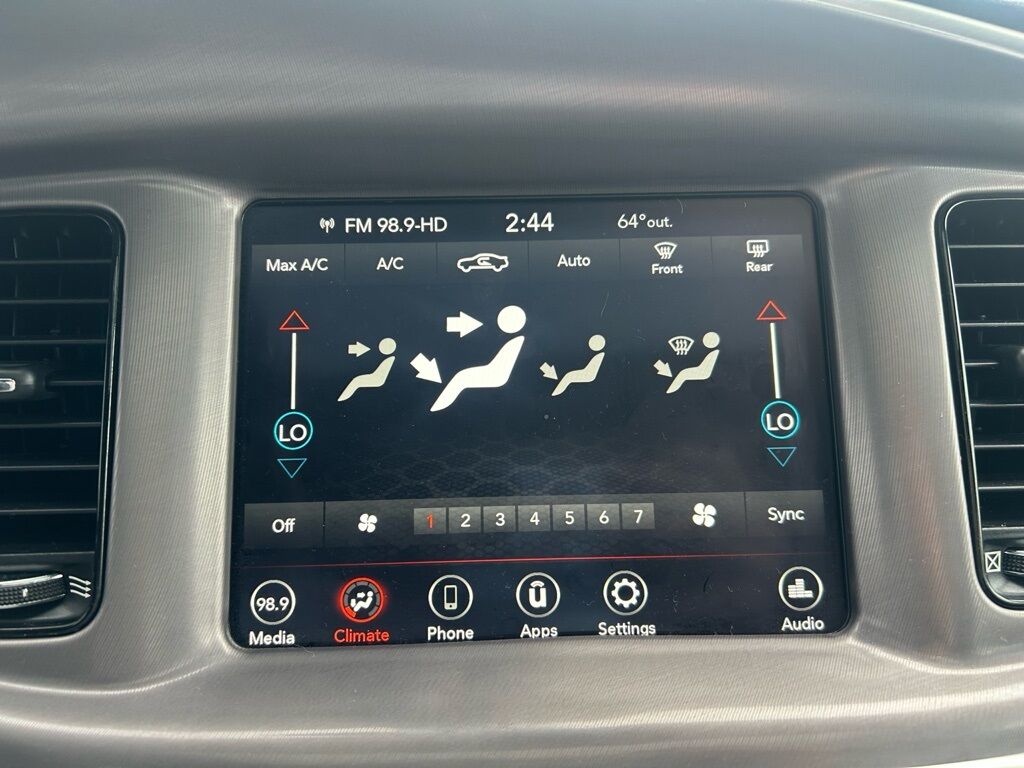 FM 98.9-HD 2:44 64°out.
Max A/C A/C Auto Front Rear
LO LO
Off 1 2 3 4 5 6 7 Sync
98.9
Media Climate Phone Apps Settings Audio